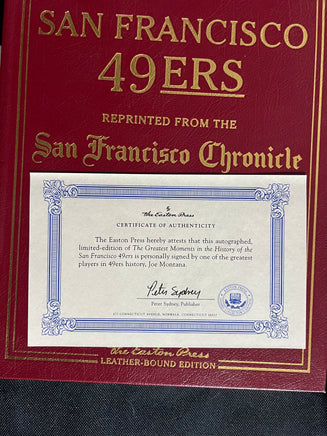 SAN FRANCISCO
49ERS
REPRINTED FROM THE
San Francisco Chronicle
The Easton Press
CERTIFICATE OF AUTHENTICITY
The Easton Press hereby attests that this autographed,
limited-edition of The Greatest Moments in the History of the
San Francisco 49ers is personally signed by one of the greatest
players in 49ers history, Joe Montana.
Peter Sydney
Peter Sydney, Publisher
The Easton Press
LEATHER-BOUND EDITION